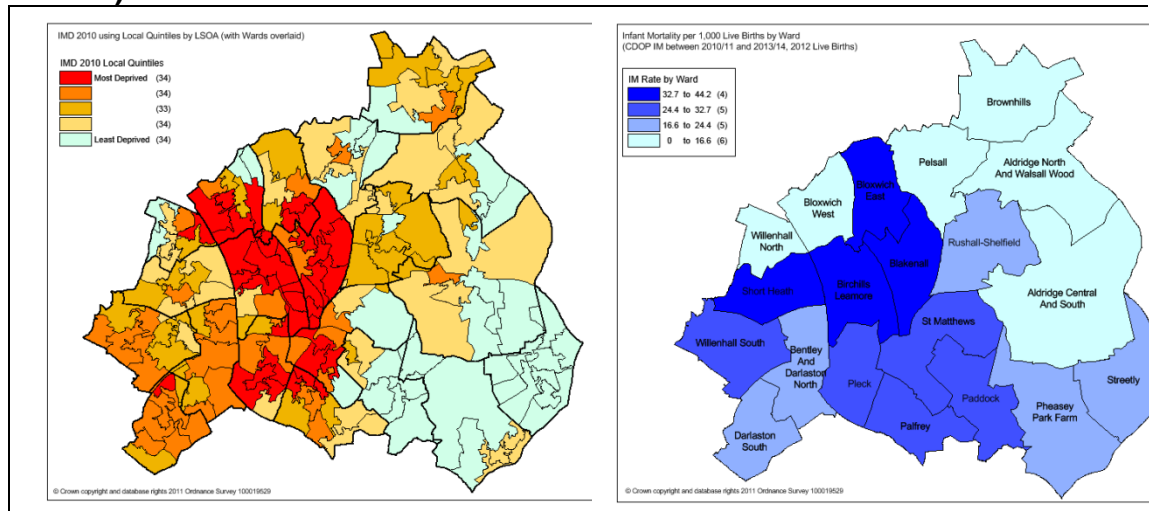 IMD 2010 using Local Quintiles by LSOA (with Wards overlaid)
IMD 2010 Local Quintiles
Most Deprived (34)
(34)
(33)
(34)
Least Deprived (34)
© Crown copyright and database rights 2011 Ordnance Survey 100019529
Infant Mortality per 1,000 Live Births by Ward
(CDOP IM between 2010/11 and 2013/14, 2012 Live Births)
IM Rate by Ward
32.7 to 44.2 (4)
24.4 to 32.7 (5)
16.6 to 24.4 (5)
0 to 16.6 (6)
Brownhills
Pelsall
Aldridge North
And Walsall Wood
Bloxwich
East
Bloxwich
West
Willenhall
North
Rushall-Shelfield
Blakenall
Short Heath
Birchills
Leamore
Aldridge Central
And South
St Matthews
Willenhall South
Bentley
And
Darlaston
North
Pleck
Paddock
Streetly
Pheasey
Park Farm
Palfrey
Darlaston
South
© Crown copyright and database rights 2011 Ordnance Survey 100019529